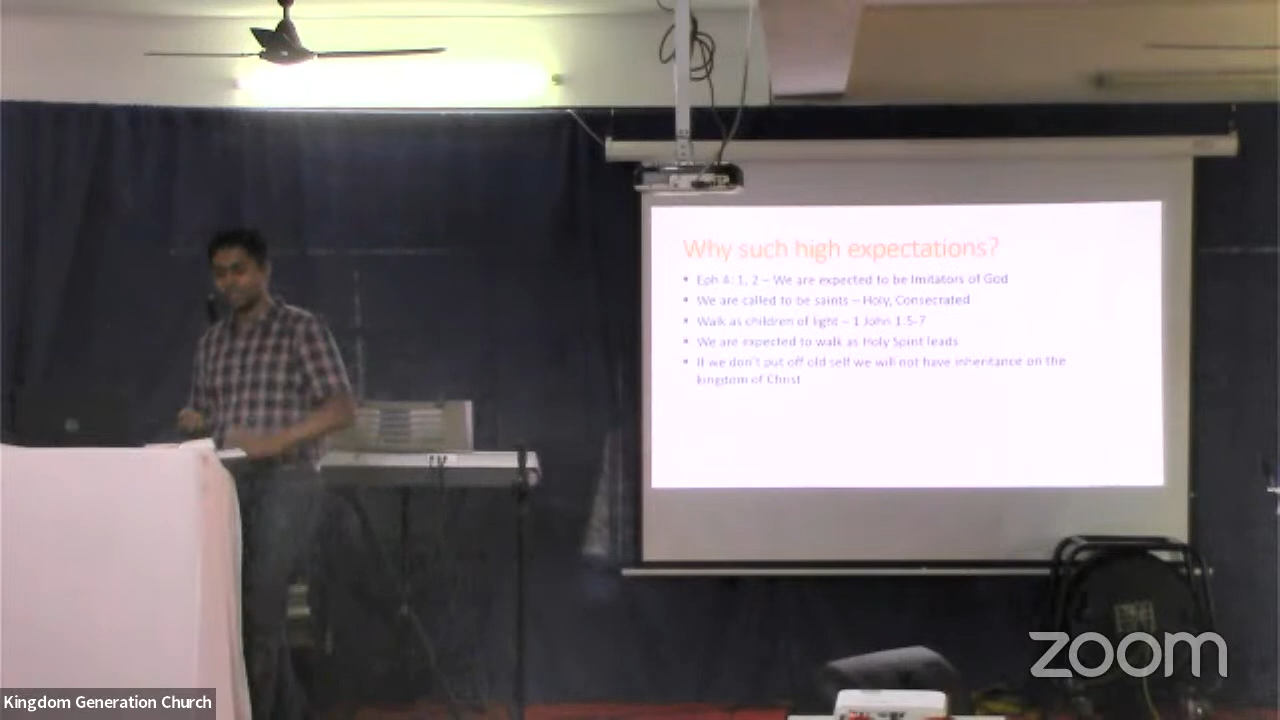 Why such high expectations?
• Eph 4: 1, 2 – We are expected to be Imitators of God
• We are called to be saints – Holy, Consecrated
• Walk as children of light – 1 John 1:5-7
• We are expected to walk as Holy Spirit leads
• If we don't put off old self we will not have inheritance on the
kingdom of Christ
zoom
Kingdom Generation Church